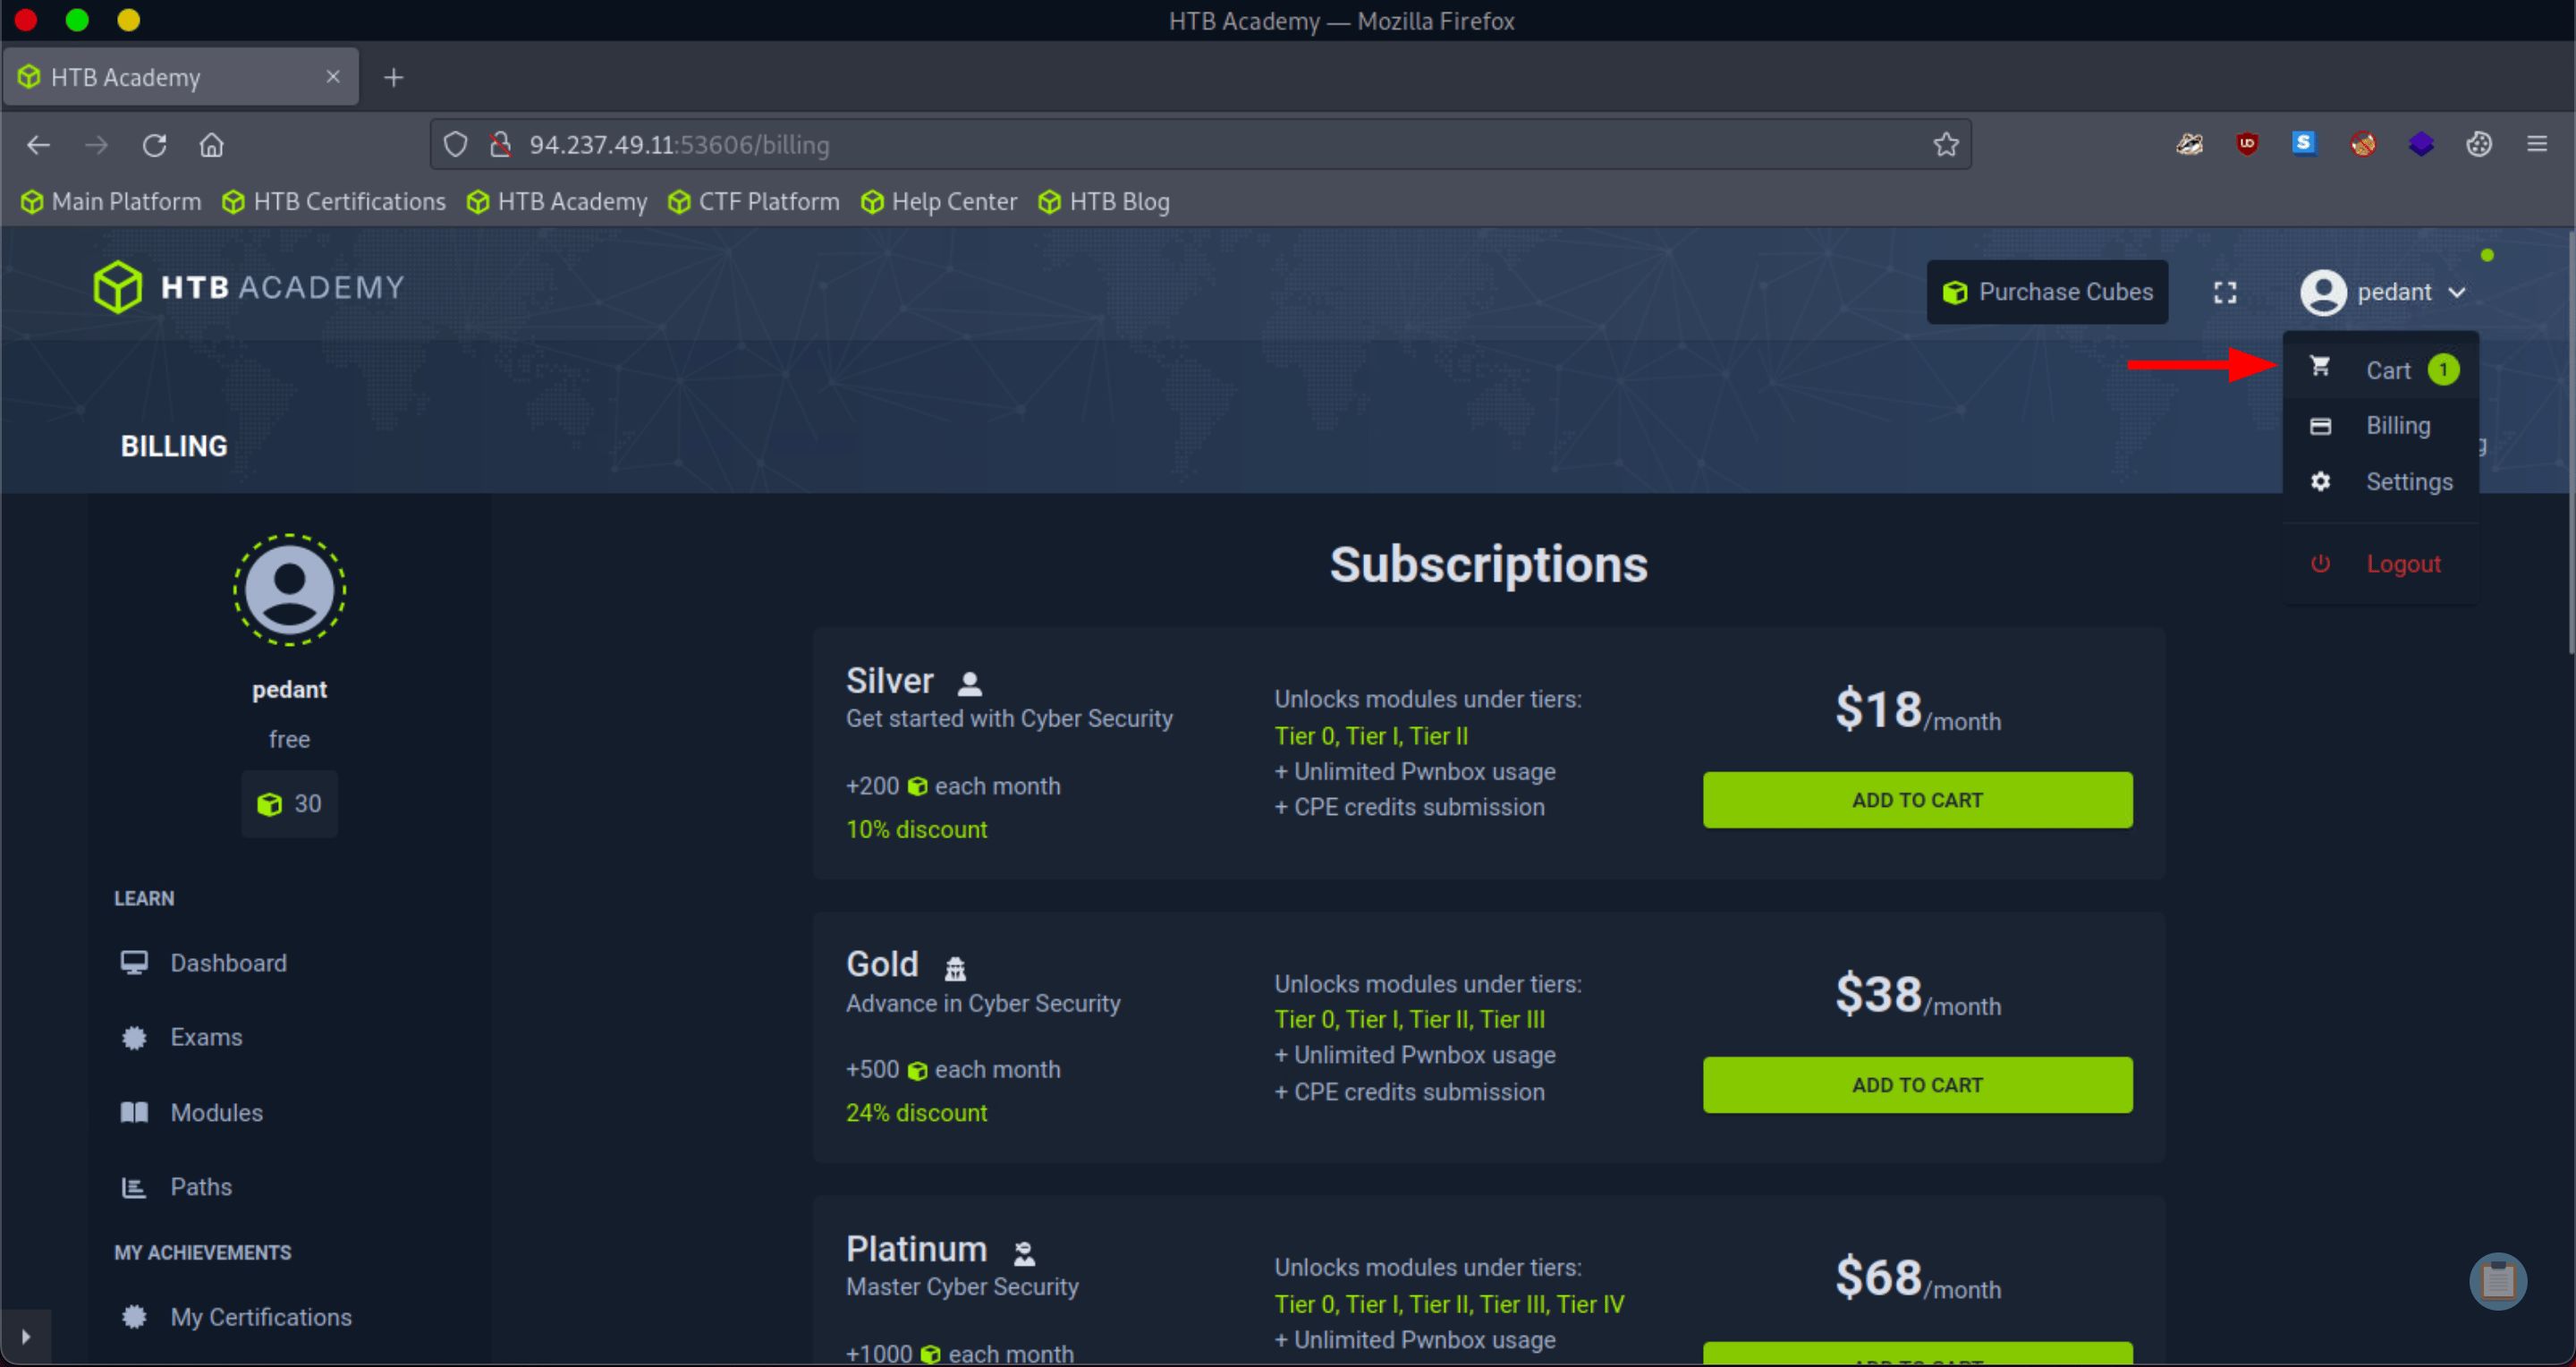 HTB Academy — Mozilla Firefox
HTB Academy
94.237.49.11:53606/billing
Main Platform HTB Certifications HTB Academy CTF Platform Help Center HTB Blog
HTB ACADEMY
Purchase Cubes
pedant
Cart 1
Billing
Settings
Logout
BILLING
pedant
free
30
LEARN
Dashboard
Exams
Modules
Paths
MY ACHIEVEMENTS
My Certifications
Subscriptions
Silver
Get started with Cyber Security
+200 each month
10% discount
Unlocks modules under tiers:
Tier 0, Tier I, Tier II
+ Unlimited Pwnbox usage
+ CPE credits submission
$18/month
ADD TO CART
Gold
Advance in Cyber Security
+500 each month
24% discount
Unlocks modules under tiers:
Tier 0, Tier I, Tier II, Tier III
+ Unlimited Pwnbox usage
+ CPE credits submission
$38/month
ADD TO CART
Platinum
Master Cyber Security
+1000 each month
Unlocks modules under tiers:
Tier 0, Tier I, Tier II, Tier III, Tier IV
+ Unlimited Pwnbox usage
$68/month